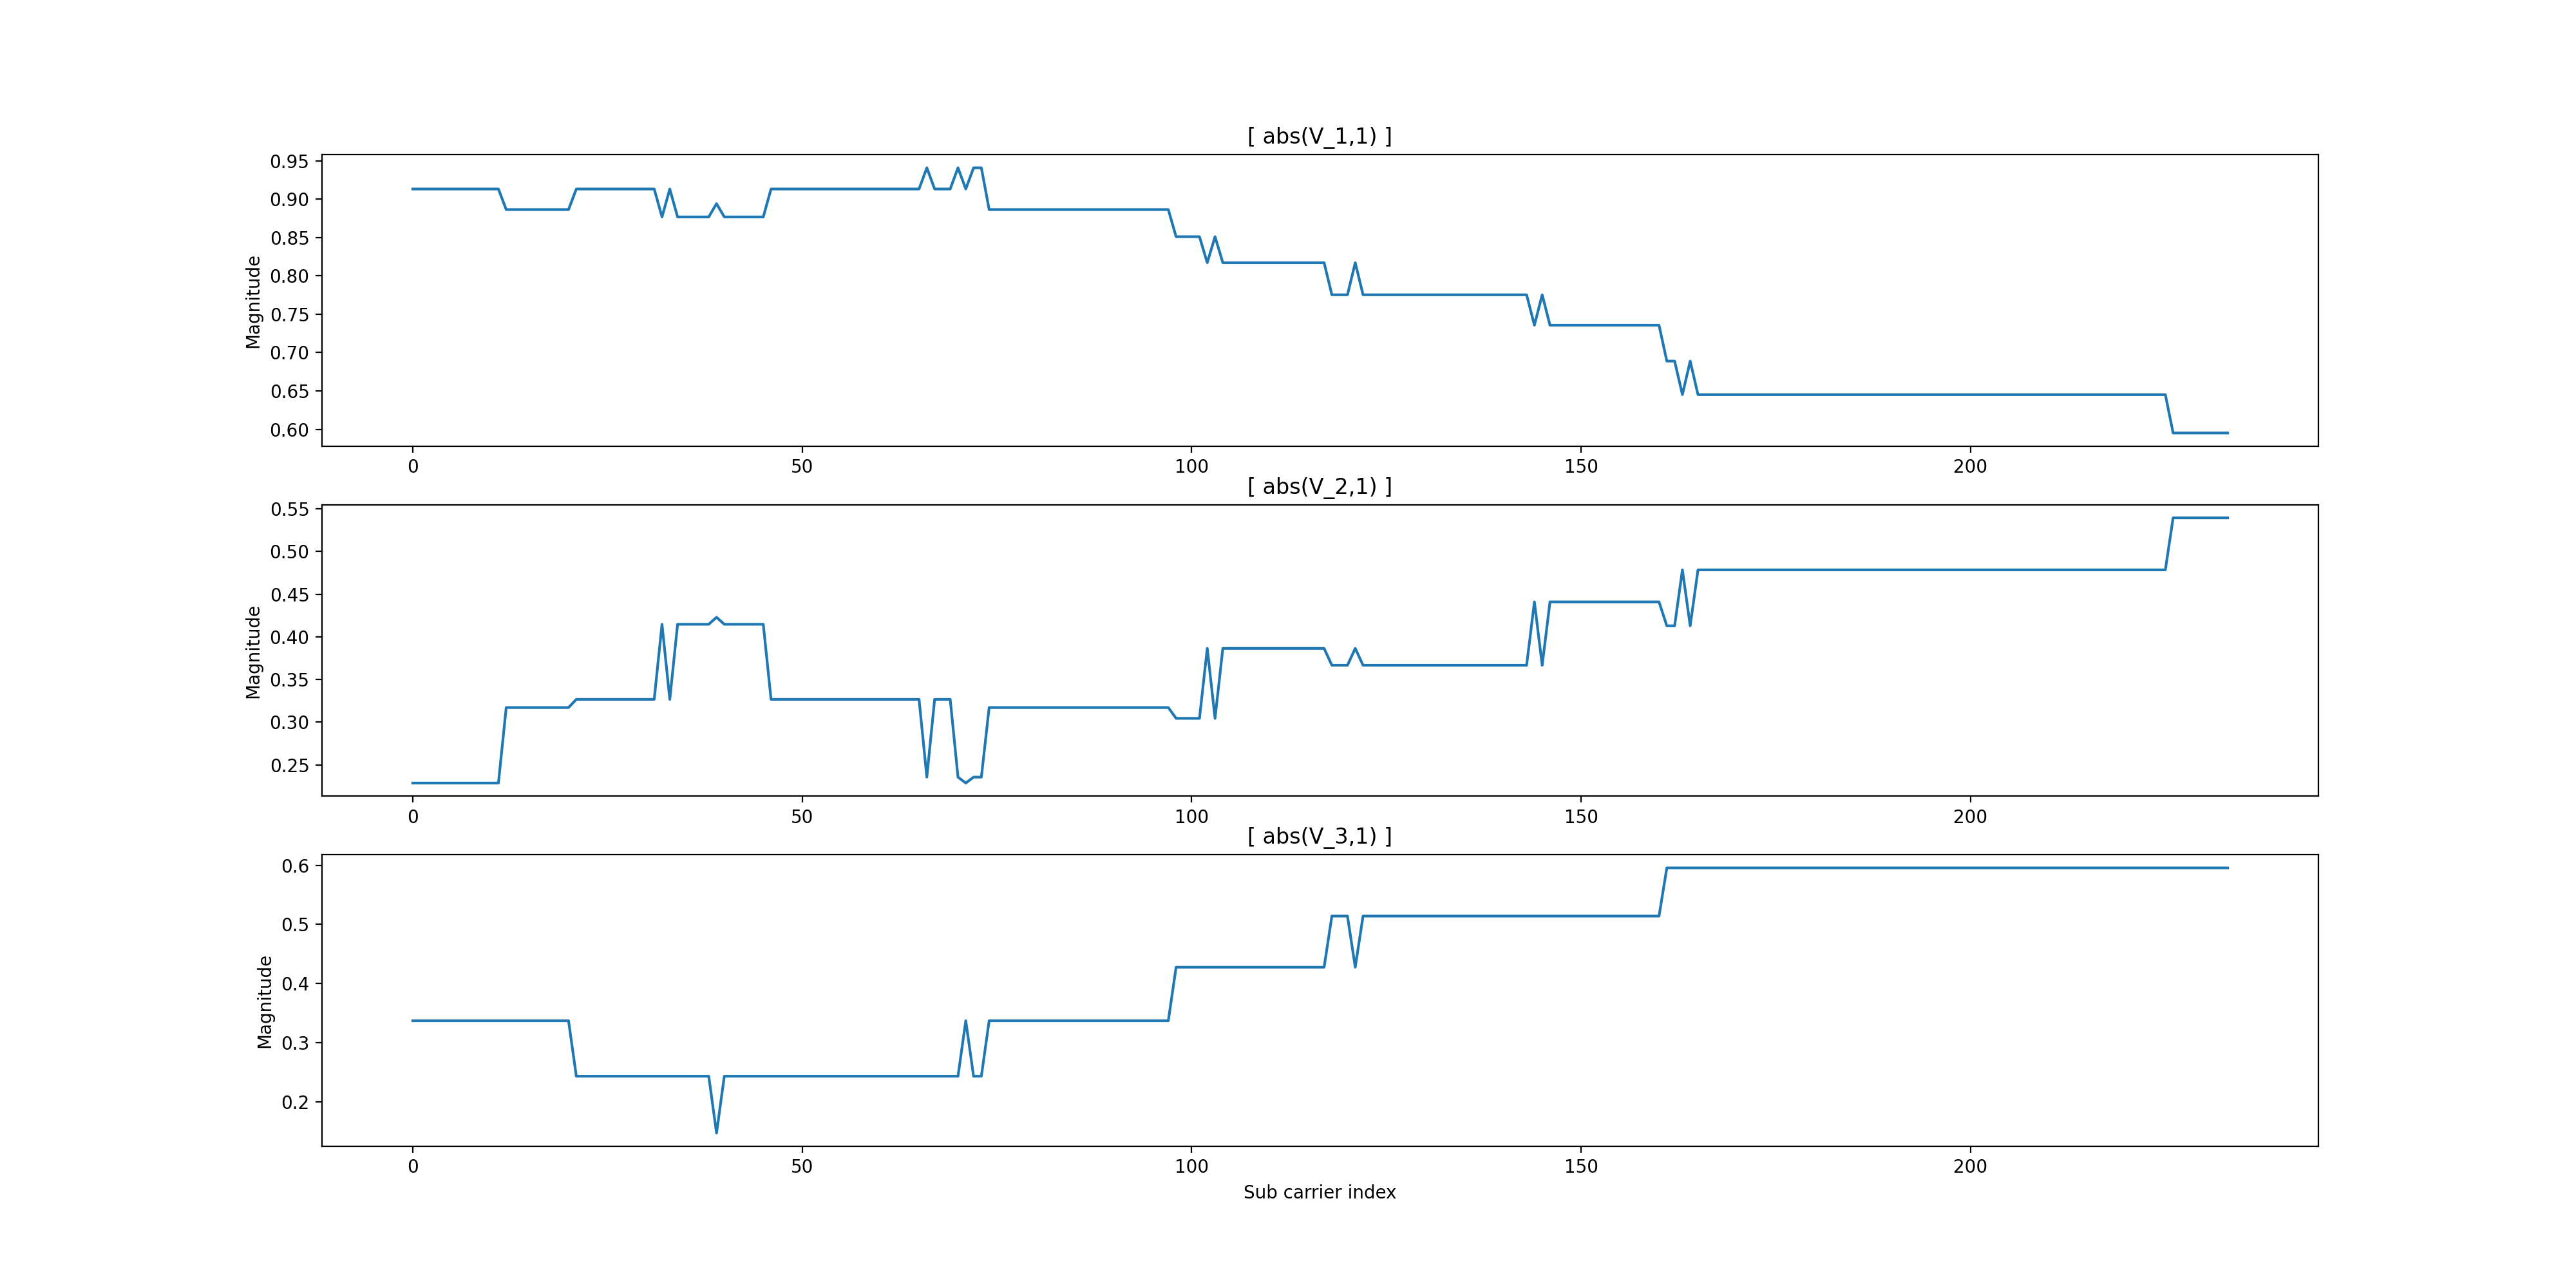 [ abs(V_1,1) ]
0.95
0.90
0.85
0.80
0.75
0.70
0.65
0.60
Magnitude
0 50 100 150 200
[ abs(V_2,1) ]
0.55
0.50
0.45
0.40
0.35
0.30
0.25
Magnitude
0 50 100 150 200
[ abs(V_3,1) ]
0.6
0.5
0.4
0.3
0.2
Magnitude
0 50 100 150 200
Sub carrier index